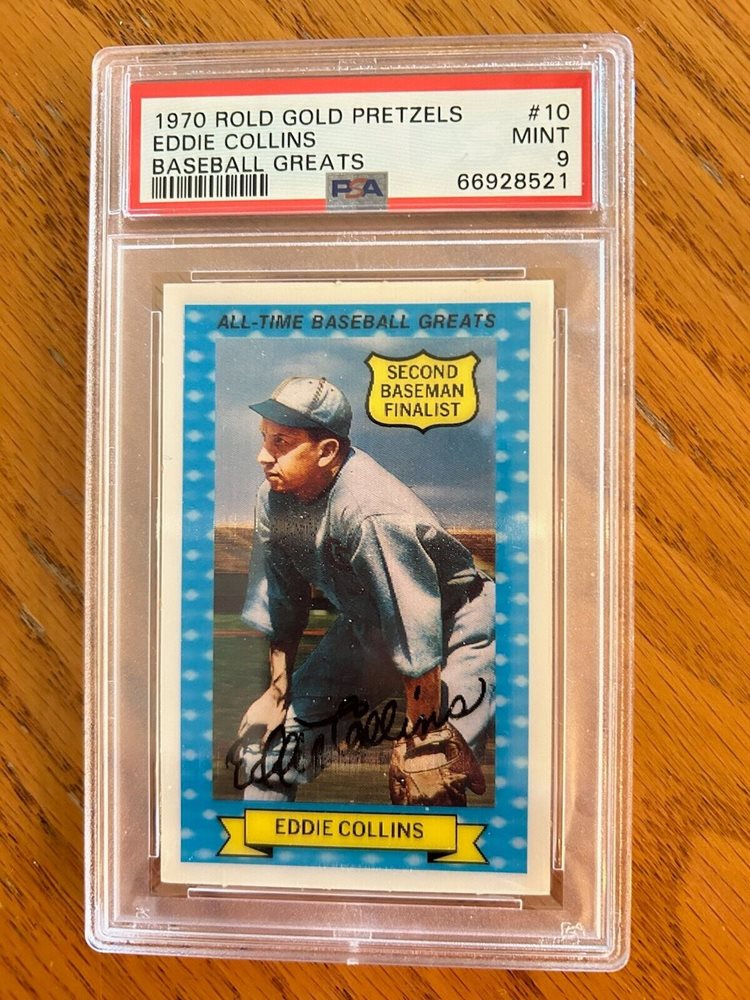 1970 ROLD GOLD PRETZELS #10
EDDIE COLLINS MINT
BASEBALL GREATS 9
PSA 66928521
ALL-TIME BASEBALL GREATS
SECOND
BASEMAN
FINALIST
Eddie Collins
EDDIE COLLINS